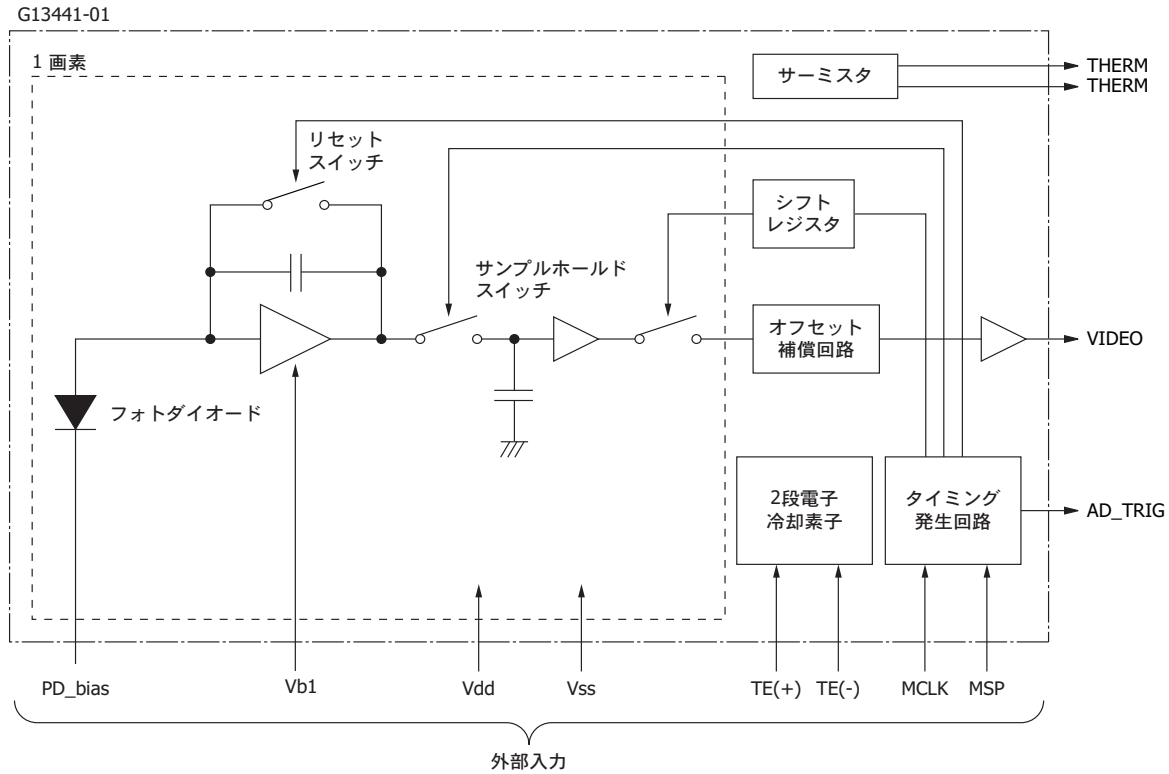 G13441-01
1 画素
サーミスタ
THERM
THERM
リセット
スイッチ
シフト
レジスタ
サンプルホールド
スイッチ
オフセット
補償回路
VIDEO
フォトダイオード
2段電子
冷却素子
タイミング
発生回路
AD_TRIG
PD_bias
Vb1
Vdd
Vss
TE(+)
TE(-)
MCLK
MSP
外部入力